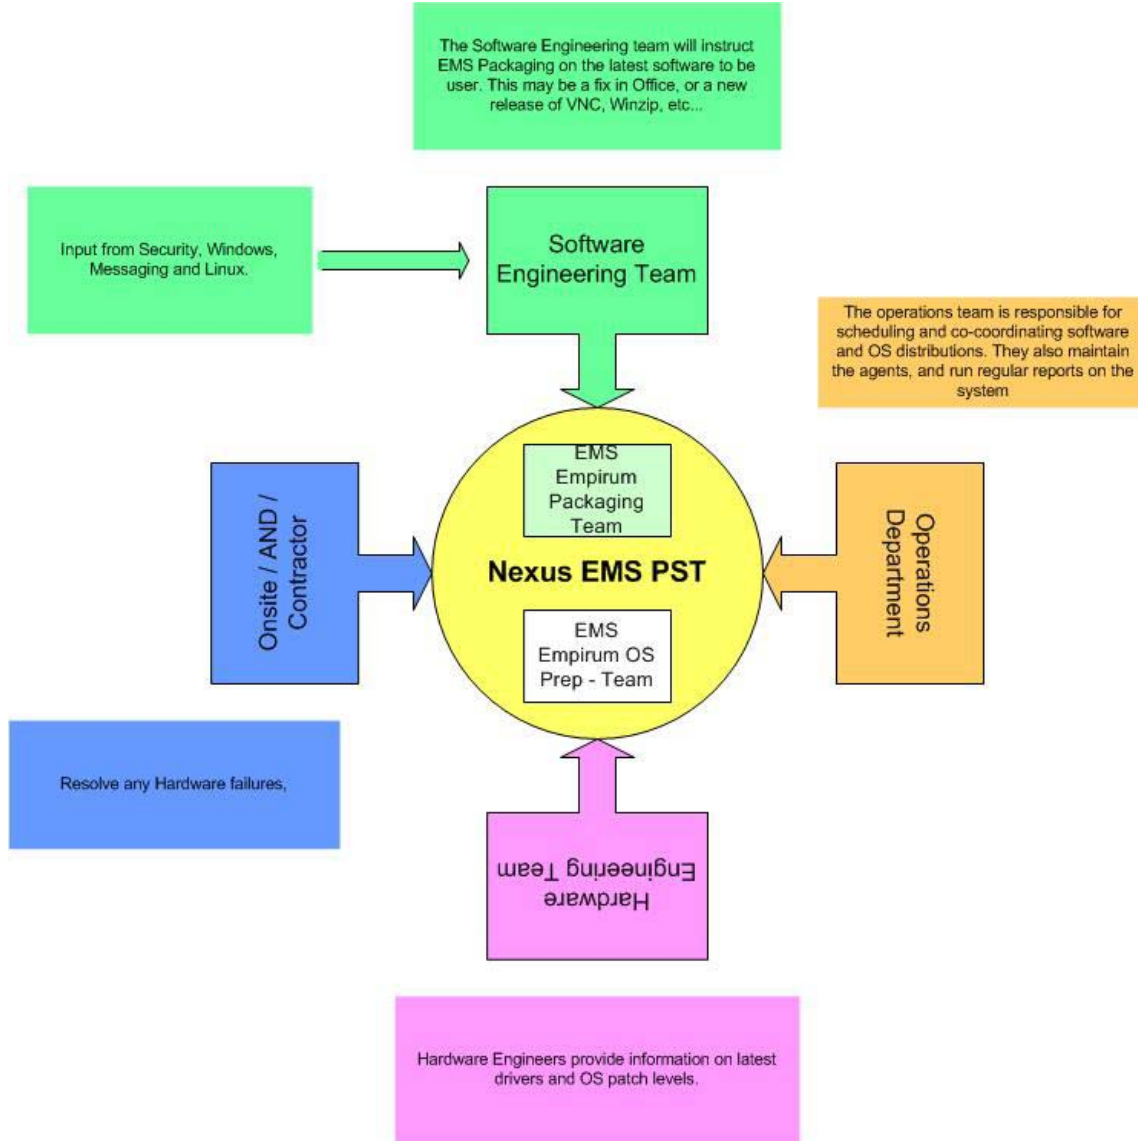 The Software Engineering team will instruct
EMS Packaging on the latest software to be
user. This may be a fix in Office, or a new
release of VNC, Winzip, etc...
Input from Security, Windows,
Messaging and Linux.
Software
Engineering Team
The operations team is responsible for
scheduling and co-coordinating software
and OS distributions. They also maintain
the agents, and run regular reports on the
system
EMS
Empirum
Packaging
Team
Onsite / AND /
Contractor
Nexus EMS PST
Operations
Department
EMS
Empirum OS
Prep - Team
Resolve any Hardware failures,
Hardware
Engineering Team
Hardware Engineers provide information on latest
drivers and OS patch levels.